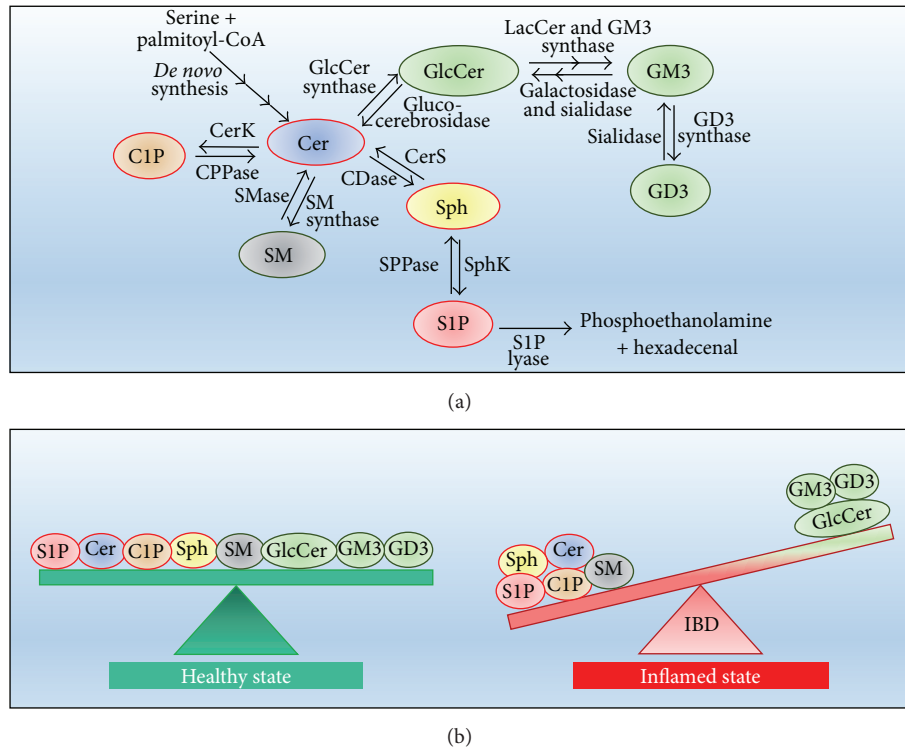 Serine +
palmitoyl-CoA
De novo
synthesis
GlcCer
synthase
GlcCer
Gluco-
cerebrosidase
LacCer and GM3
synthase
Galactosidase
and sialidase
GM3
Sialidase
GD3
synthase
GD3
C1P
CerK
CPPase
Cer
CerS
CDase
SMase
SM
synthase
SM
Sph
SPPase
SphK
S1P
S1P
lyase
Phosphoethanolamine
+ hexadecenal
(a)
S1P
Cer
C1P
Sph
SM
GlcCer
GM3
GD3
Healthy state
Sph
Cer
S1P
C1P
SM
GM3
GD3
GlcCer
IBD
Inflamed state
(b)